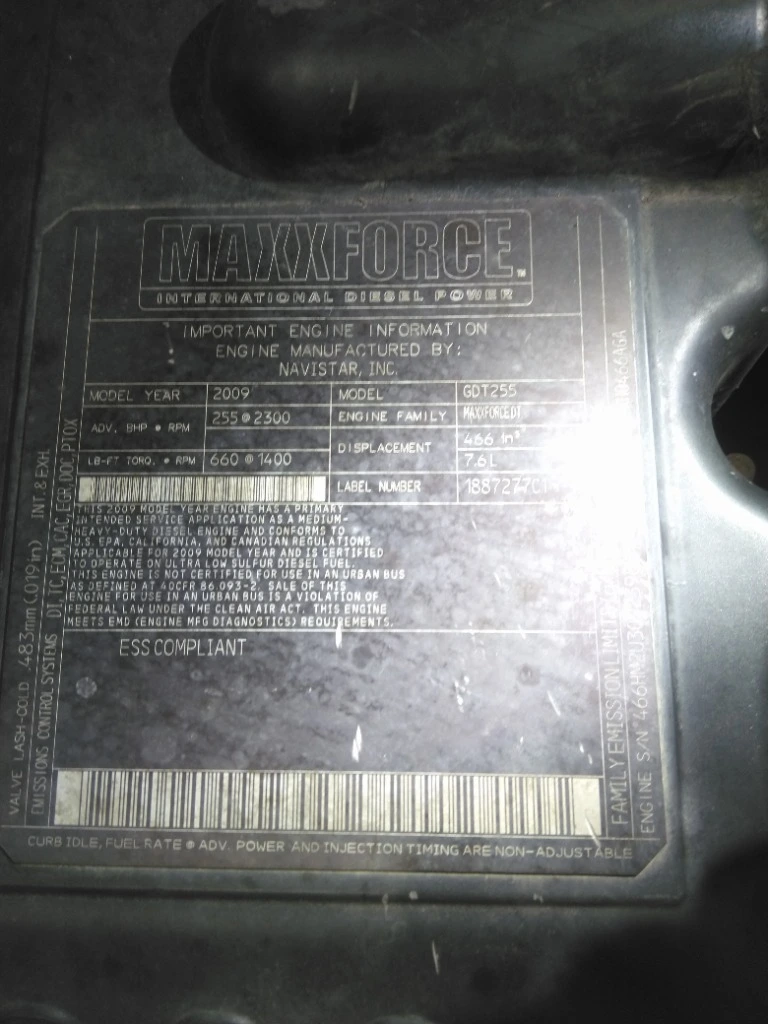 MAXXFORCE™
INTERNATIONAL DIESEL POWER
IMPORTANT ENGINE INFORMATION
ENGINE MANUFACTURED BY:
NAVISTAR, INC.
MODEL YEAR 2009 MODEL GDT255
ADV. BHP @ RPM 255 @ 2300 ENGINE FAMILY MAXXFORCE DT
DISPLACEMENT 466 in³
7.6L
LB-FT TORQ. @ RPM 660 @ 1400
LABEL NUMBER 1887277C1
THIS 2009 MODEL YEAR ENGINE HAS A PRIMARY
INTENDED SERVICE APPLICATION AS A MEDIUM-
HEAVY-DUTY DIESEL ENGINE AND CONFORMS TO
U.S. EPA, CALIFORNIA, AND CANADIAN REGULATIONS
APPLICABLE FOR 2009 MODEL YEAR AND IS CERTIFIED
TO OPERATE ON ULTRA LOW SULFUR DIESEL FUEL.
THIS ENGINE IS NOT CERTIFIED FOR USE IN AN URBAN BUS
AS DEFINED AT 40CFR 86.093-2. SALE OF THIS
ENGINE FOR USE IN AN URBAN BUS IS A VIOLATION OF
FEDERAL LAW UNDER THE CLEAN AIR ACT. THIS ENGINE
MEETS EMD (ENGINE MFG DIAGNOSTICS) REQUIREMENTS.
ESS COMPLIANT
CURB IDLE, FUEL RATE @ ADV. POWER AND INJECTION TIMING ARE NON-ADJUSTABLE
VALVE LASH-COLD .483mm (.019in) INT. & EXH.
EMISSIONS CONTROL SYSTEMS DI, TC, ECM, CAC, EGR, DOC, PTOX
FAMILY EMISSION LIMITS
ENGINE S/N 466HM2U3